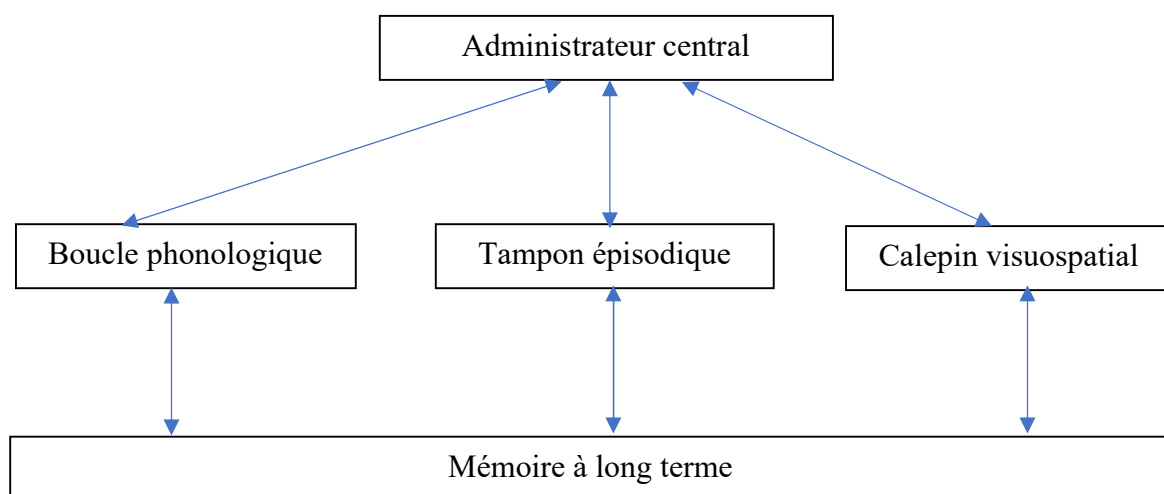 Administrateur central
Boucle phonologique
Tampon épisodique
Calepin visuospatial
Mémoire à long terme